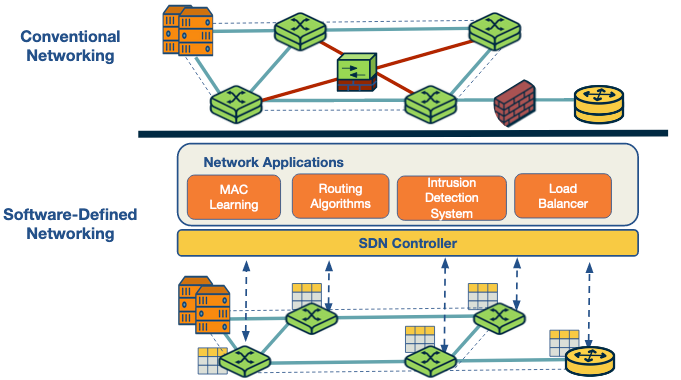 Conventional
Networking
Network Applications
MAC
Learning
Routing
Algorithms
Intrusion
Detection
System
Load
Balancer
Software-Defined
Networking
SDN Controller